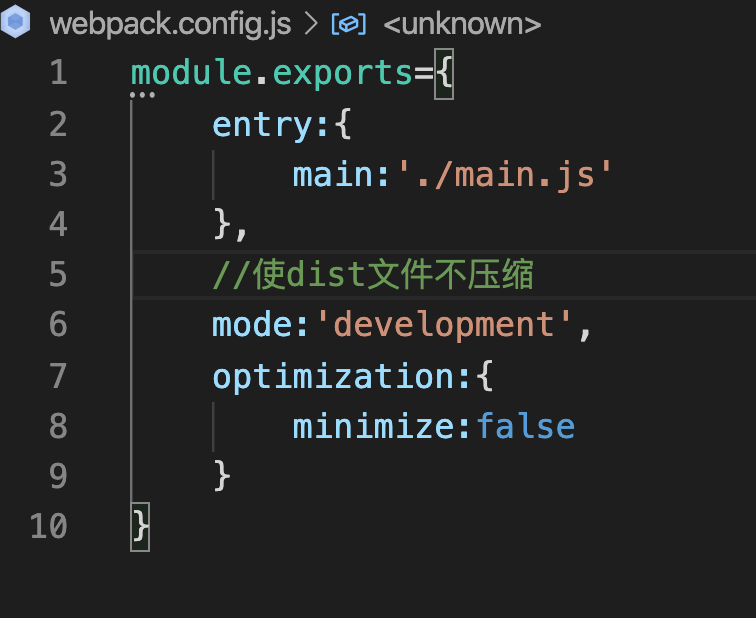 webpack.config.js > <unknown>
1 module.exports={
2 entry:{
3 main:'./main.js'
4 },
5 //使dist文件不压缩
6 mode:'development',
7 optimization:{
8 minimize:false
9 }
10 }